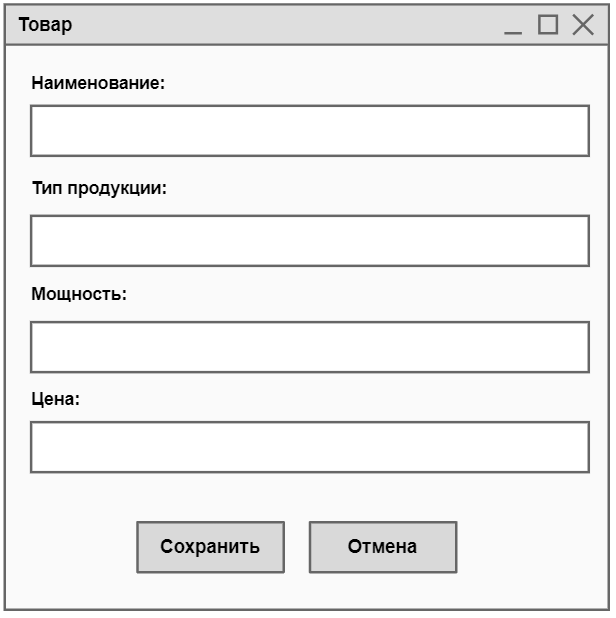 Товар
Наименование:
Тип продукции:
Мощность:
Цена:
Сохранить Отмена